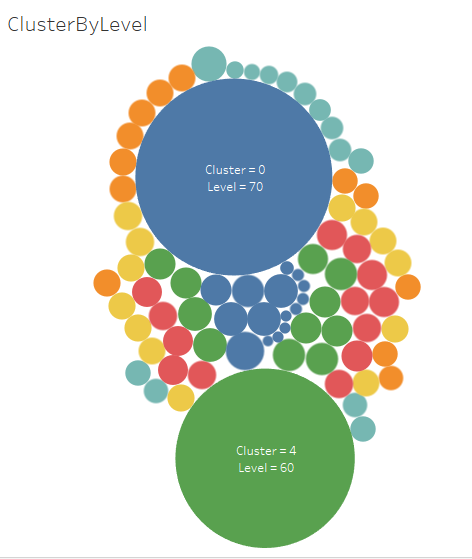 ClusterByLevel
Cluster = 0
Level = 70
Cluster = 4
Level = 60